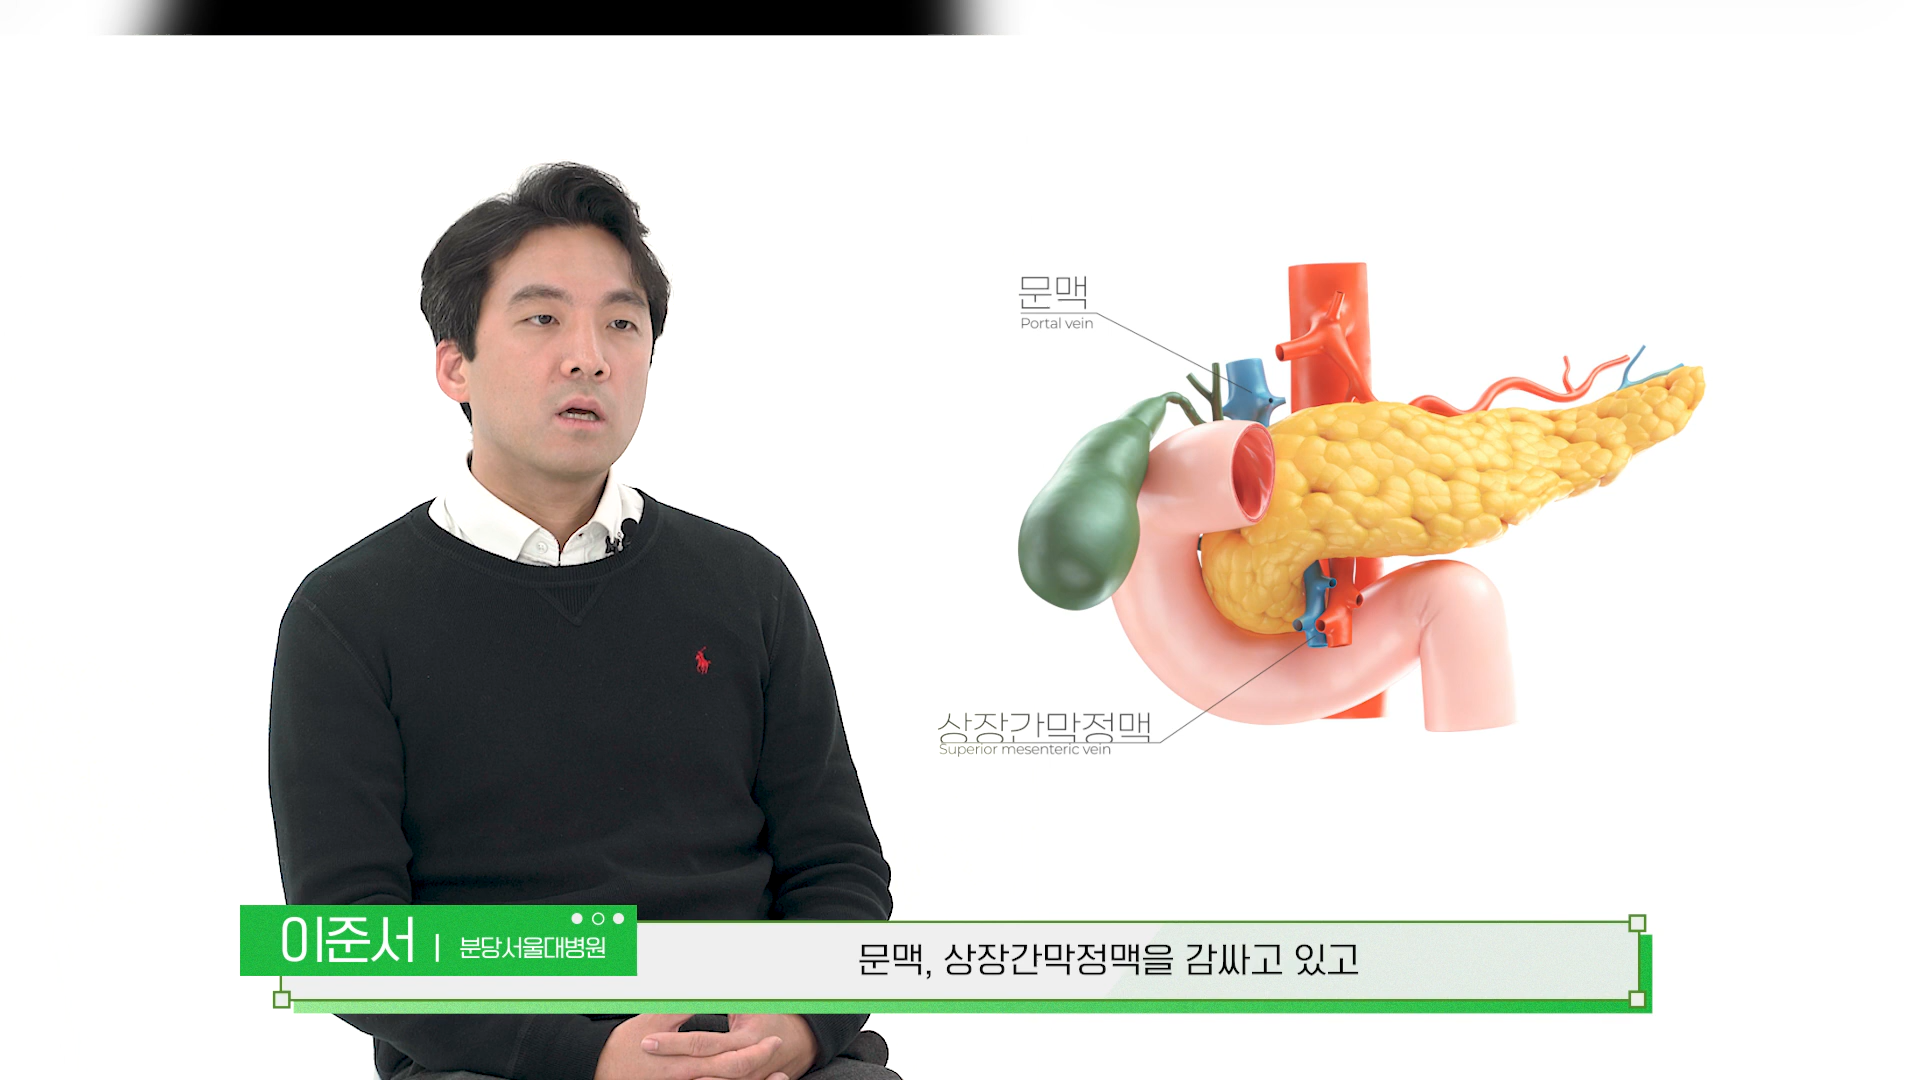 문맥
Portal vein
상장간막정맥
Superior mesenteric vein
이준서 | 분당서울대병원
문맥, 상장간막정맥을 감싸고 있고